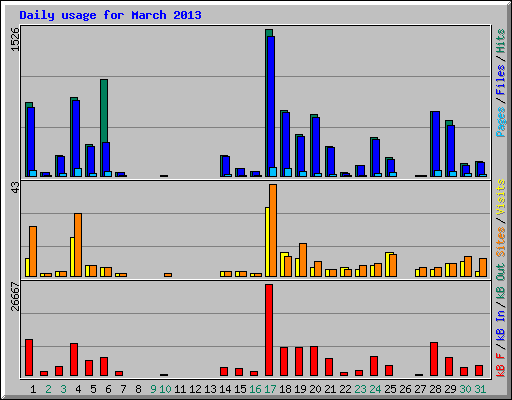 Daily usage for March 2013
1526
43
26667
Pages / Files / Hits
Sites / Visits
kB F / kB In / kB Out
1 2 3 4 5 6 7 8 9 10 11 12 13 14 15 16 17 18 19 20 21 22 23 24 25 26 27 28 29 30 31